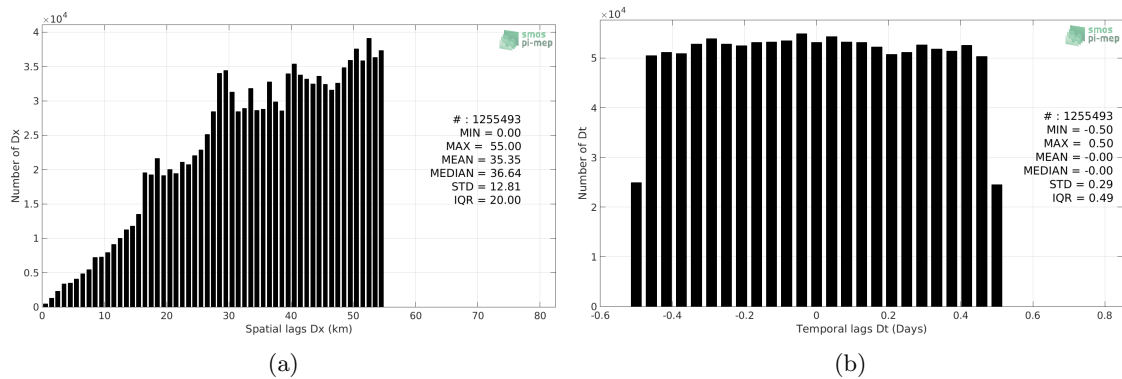 ×10⁴
4
3.5
3
2.5
2
1.5
1
0.5
0
Number of Dx
0 10 20 30 40 50 60 70 80
Spatial lags Dx (km)
smos
pi-mep
# : 1255493
MIN = 0.00
MAX = 55.00
MEAN = 35.35
MEDIAN = 36.64
STD = 12.81
IQR = 20.00
(a)
×10⁴
5
4
3
2
1
0
Number of Dt
-0.6 -0.4 -0.2 0 0.2 0.4 0.6 0.8
Temporal lags Dt (Days)
smos
pi-mep
# : 1255493
MIN = -0.50
MAX = 0.50
MEAN = -0.00
MEDIAN = -0.00
STD = 0.29
IQR = 0.49
(b)